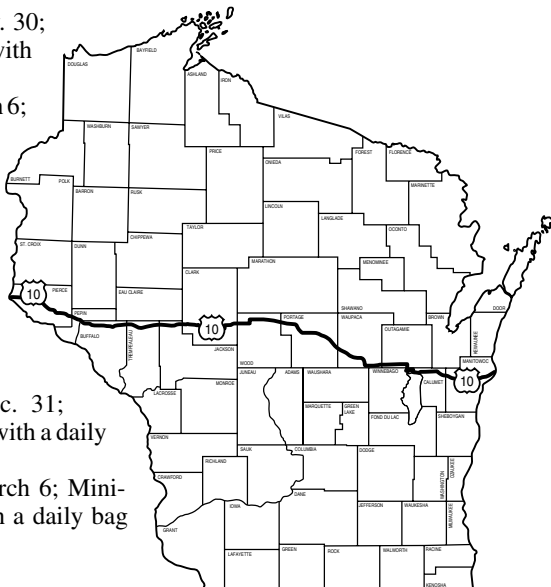 . 30;
with
6;
c. 31;
with a daily
rch 6; Mini-
n a daily bag
DOUGLAS
BAYFIELD
ASHLAND
IRON
VILAS
WASHBURN
SAWYER
PRICE
ONEIDA
FOREST
FLORENCE
MARINETTE
BURNETT
POLK
BARRON
RUSK
LINCOLN
LANGLADE
OCONTO
TAYLOR
CHIPPEWA
ST. CROIX
DUNN
MARATHON
MENOMINEE
CLARK
PIERCE
10
EAU CLAIRE
PEPIN
SHAWANO
DOOR
PORTAGE
WAUPACA
BROWN
OUTAGAMIE
KEWAUNEE
BUFFALO
TREMPEALEAU
10
JACKSON
WOOD
MANITOWOC
10
JUNEAU
ADAMS
WAUSHARA
WINNEBAGO
CALUMET
MONROE
LACROSSE
MARQUETTE
GREEN
LAKE
FOND DU LAC
SHEBOYGAN
VERNON
SAUK
COLUMBIA
DODGE
RICHLAND
CRAWFORD
WASHINGTON
OZAUKEE
DANE
IOWA
JEFFERSON
WAUKESHA
MILWAUKEE
GRANT
LAFAYETTE
GREEN
ROCK
WALWORTH
RACINE
KENOSHA